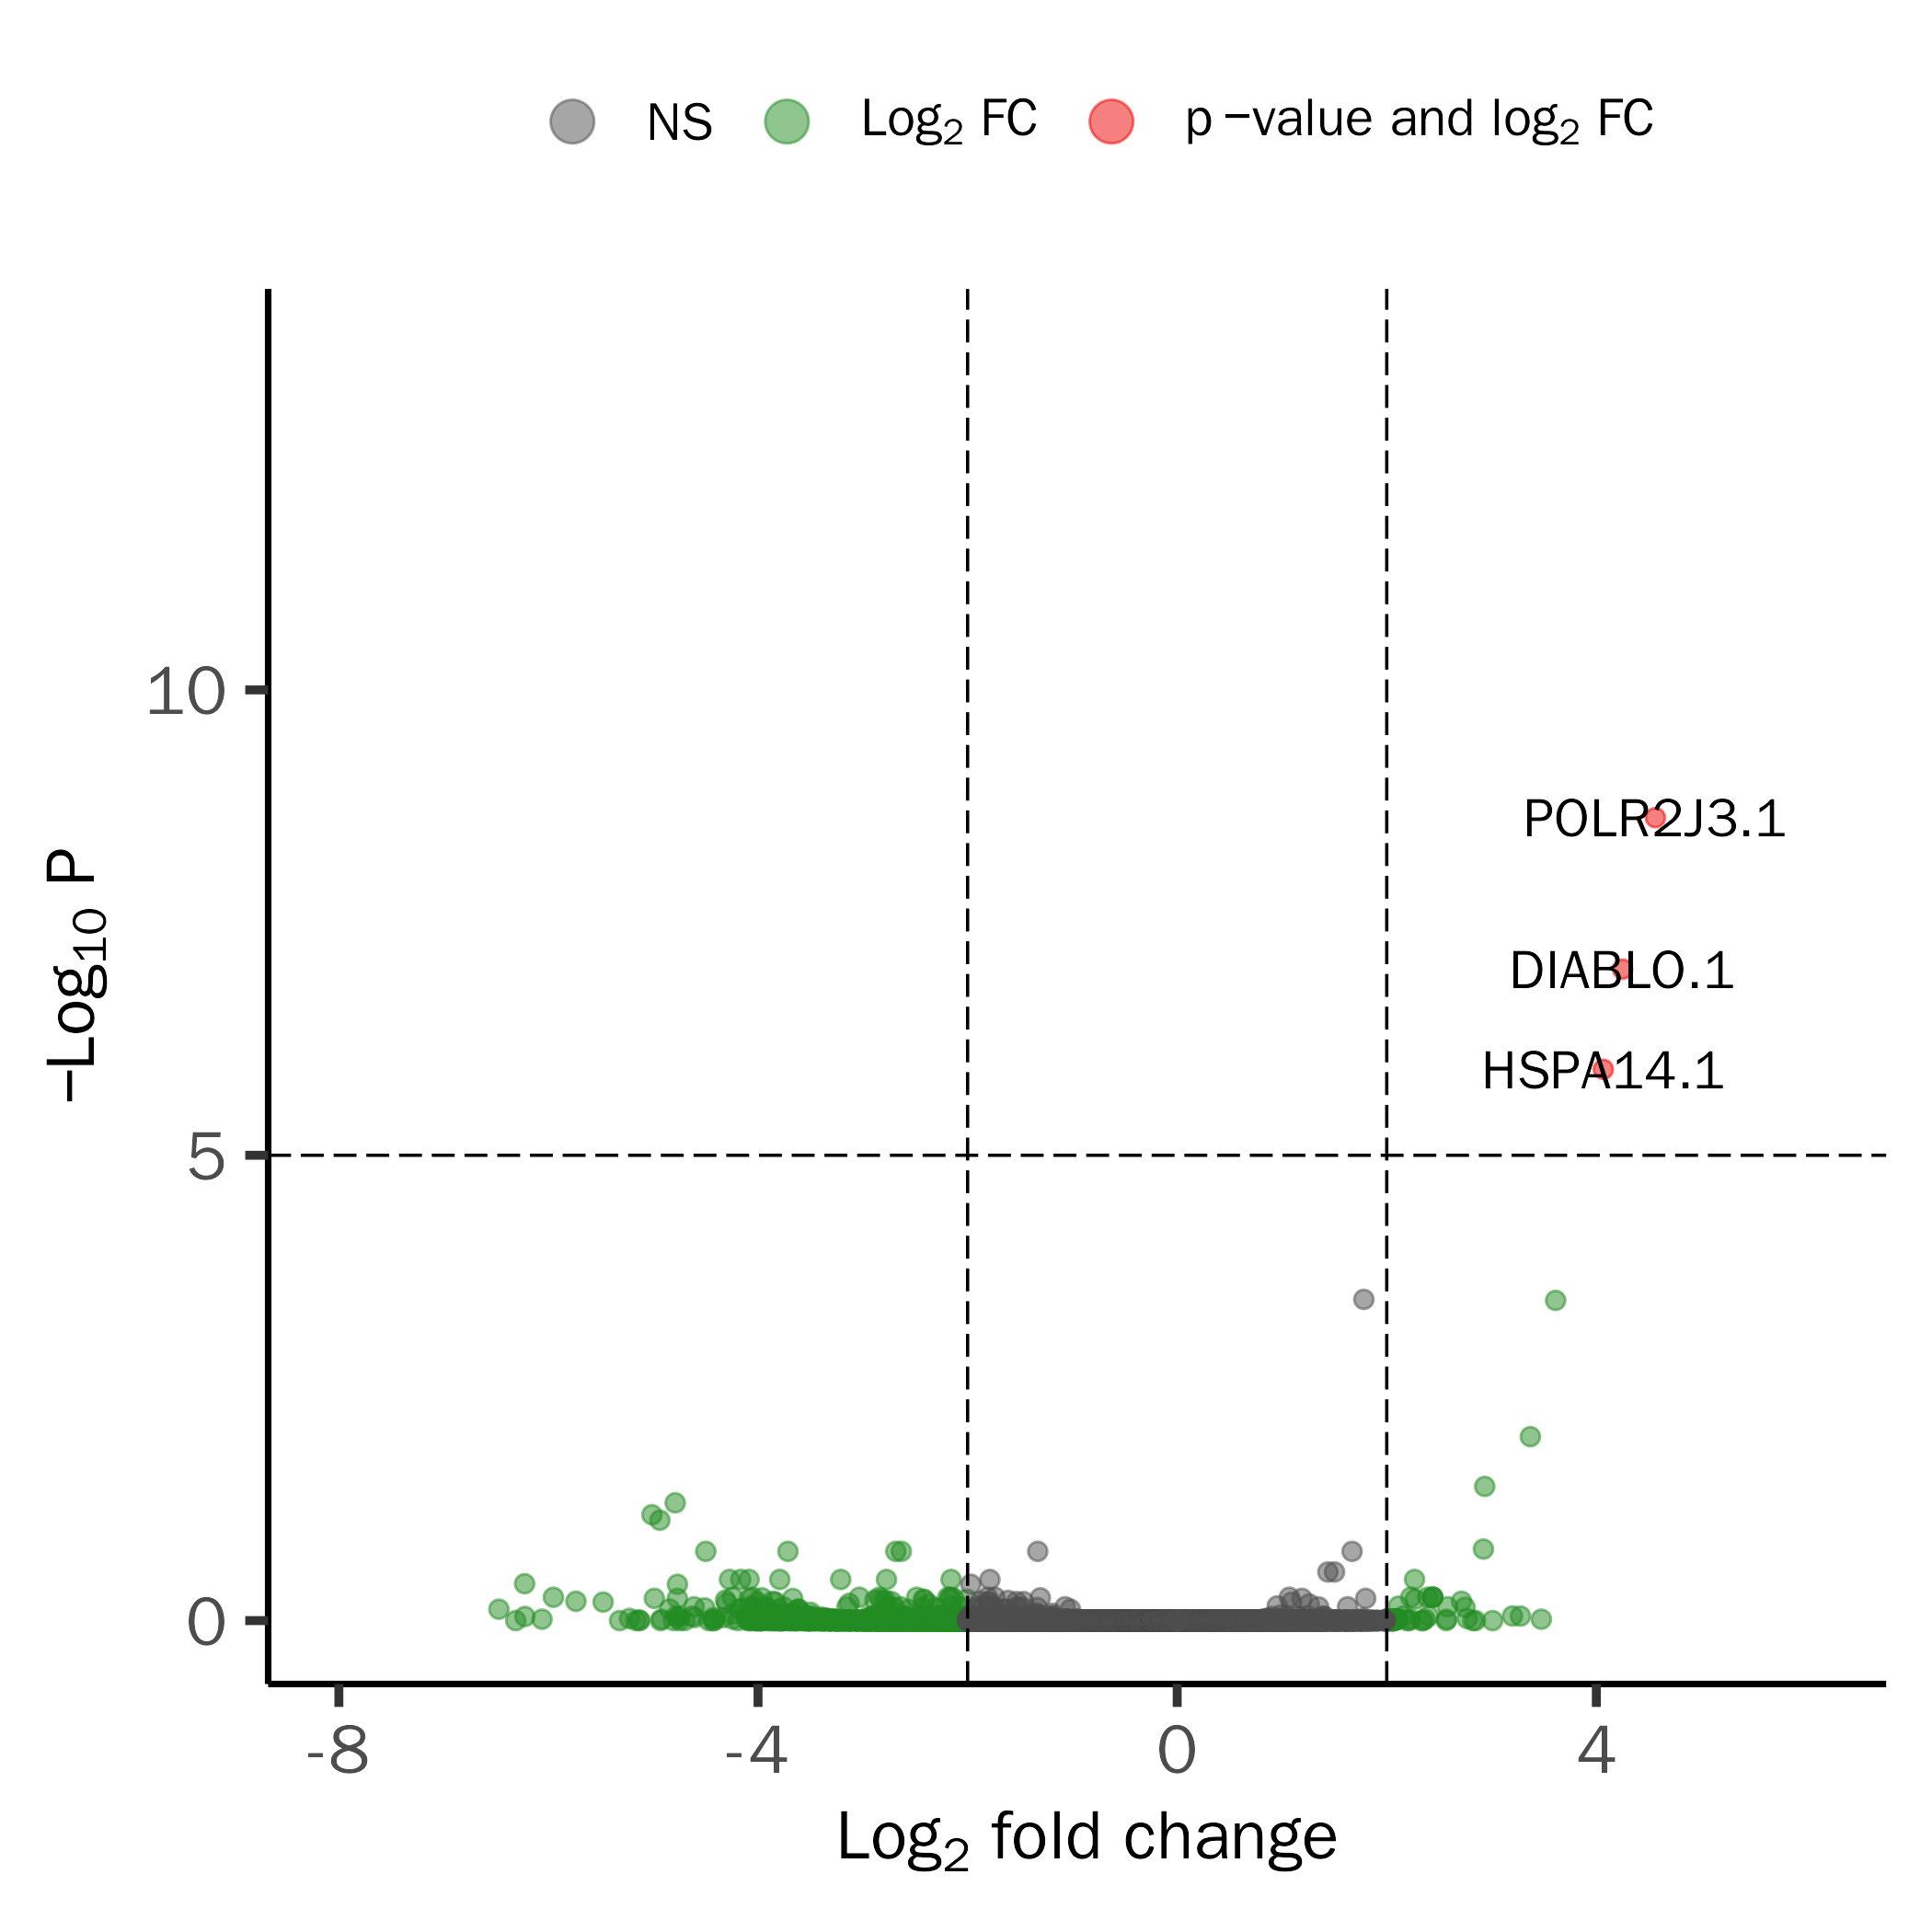 NS Log₂ FC p −value and log₂ FC
10
5
0
−Log₁₀ P
POLR2J3.1
DIABLO.1
HSPA14.1
-8 -4 0 4
Log₂ fold change